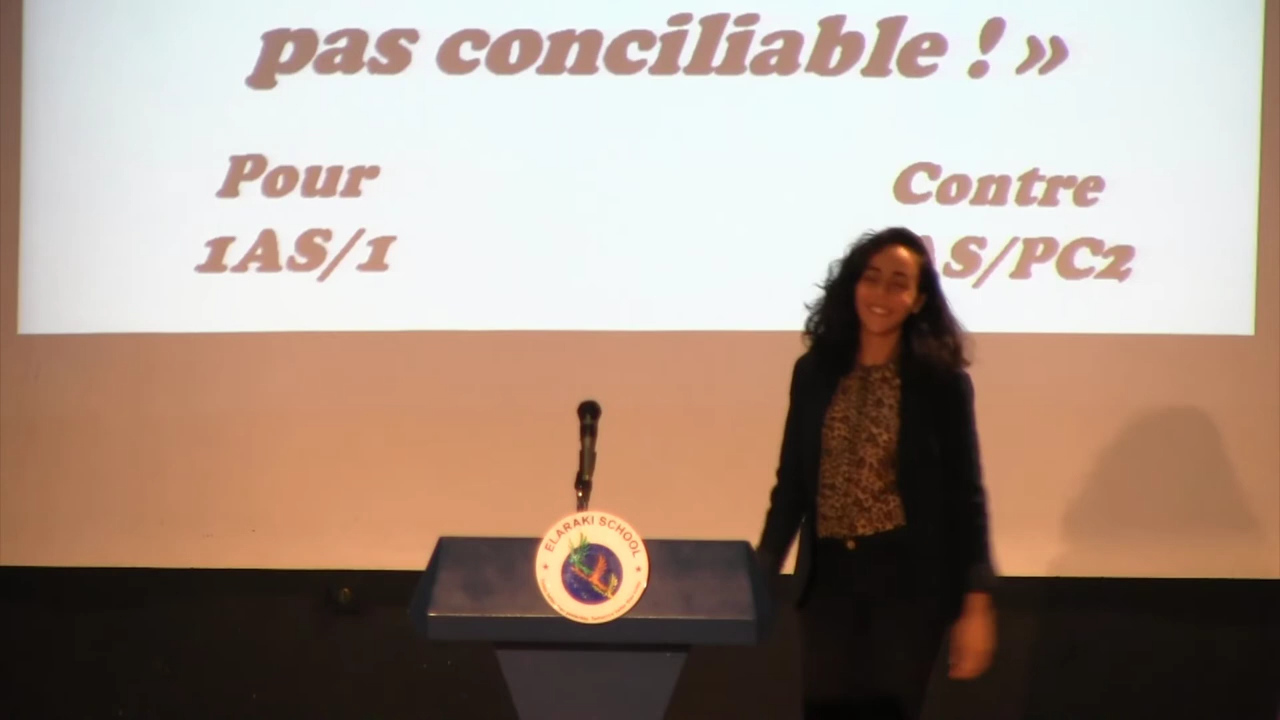 pas conciliable ! »
Pour
Contre
1AS/1
AS/PC2
ELARAKI SCHOOL